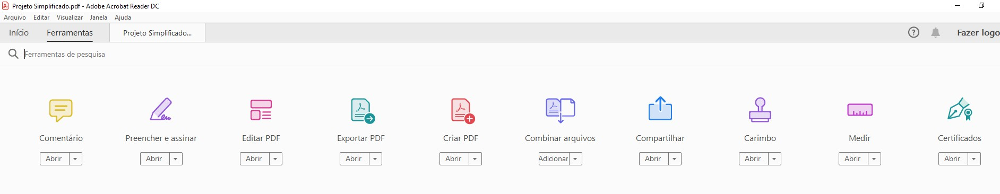 Projeto Simplificado.pdf - Adobe Acrobat Reader DC
Arquivo Editar Visualizar Janela Ajuda
Início Ferramentas Projeto Simplificado... ? Fazer logo
Ferramentas de pesquisa
Comentário Preencher e assinar Editar PDF Exportar PDF Criar PDF Combinar arquivos Compartilhar Carimbo Medir Certificados
Abrir Abrir Abrir Abrir Abrir Adicionar Abrir Abrir Abrir Abrir